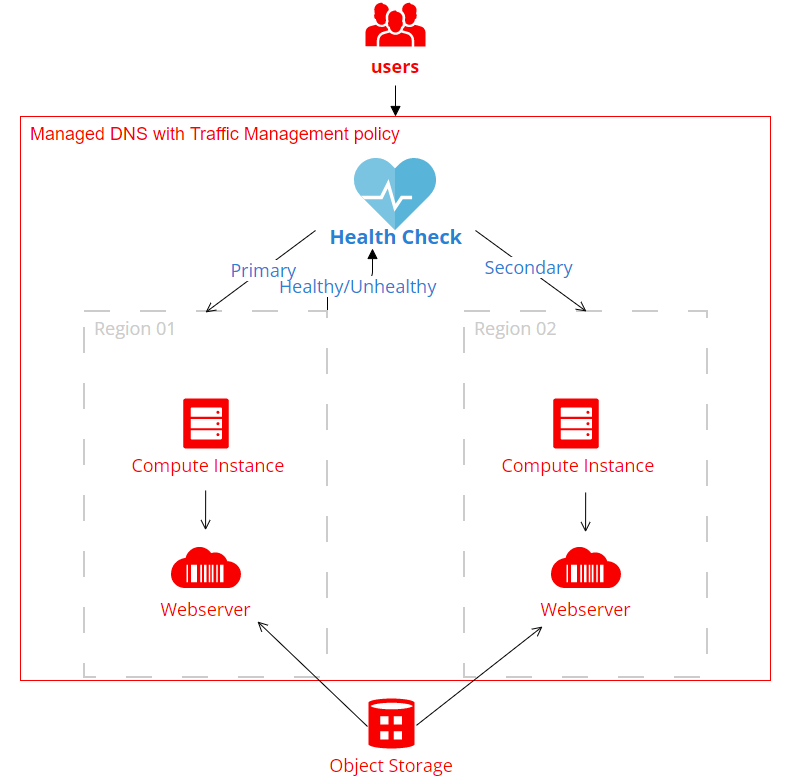 users
Managed DNS with Traffic Management policy
Health Check
Primary
Secondary
Healthy/Unhealthy
Region 01
Region 02
Compute Instance
Compute Instance
Webserver
Webserver
Object Storage